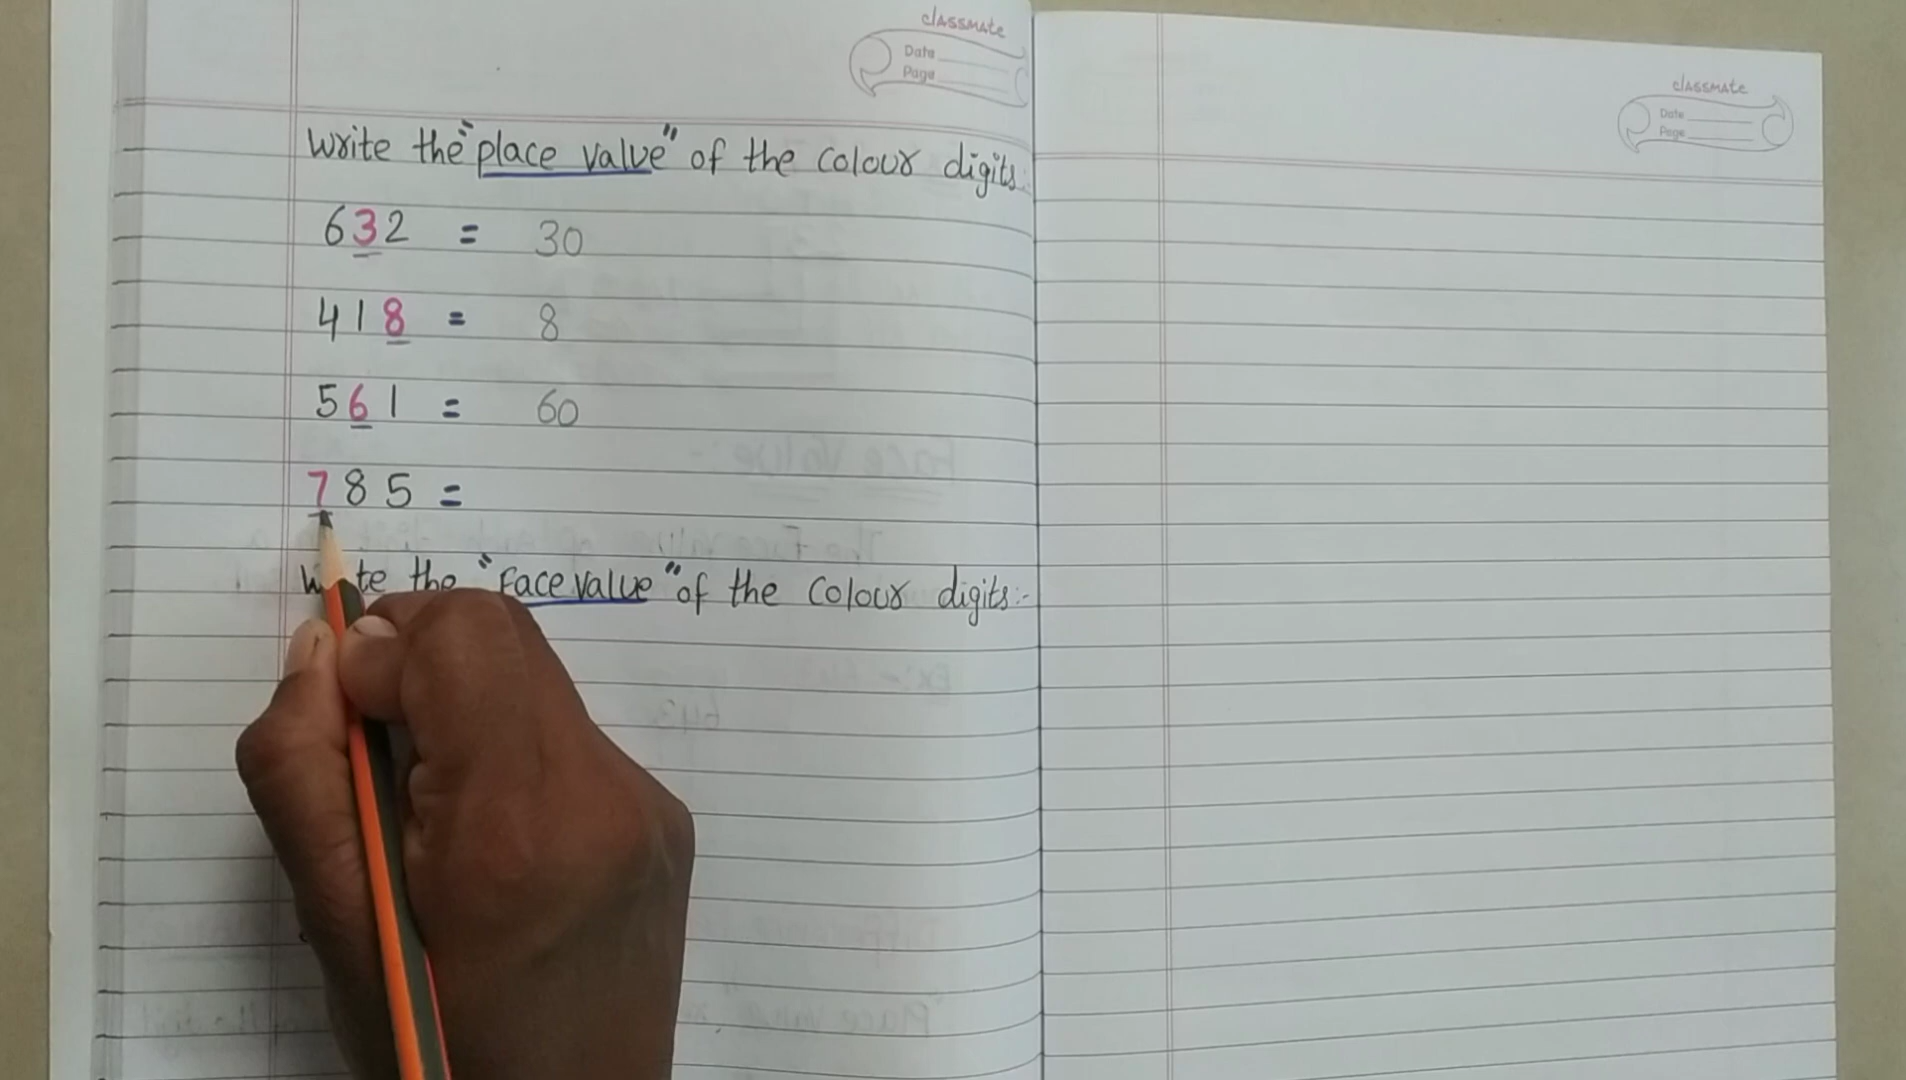 classmate
Date
Page
Write the "place value" of the colour digits.
632 = 30
418 = 8
561 = 60
785 =
Write the "Face value" of the colour digits:-
classmate
Date
Page